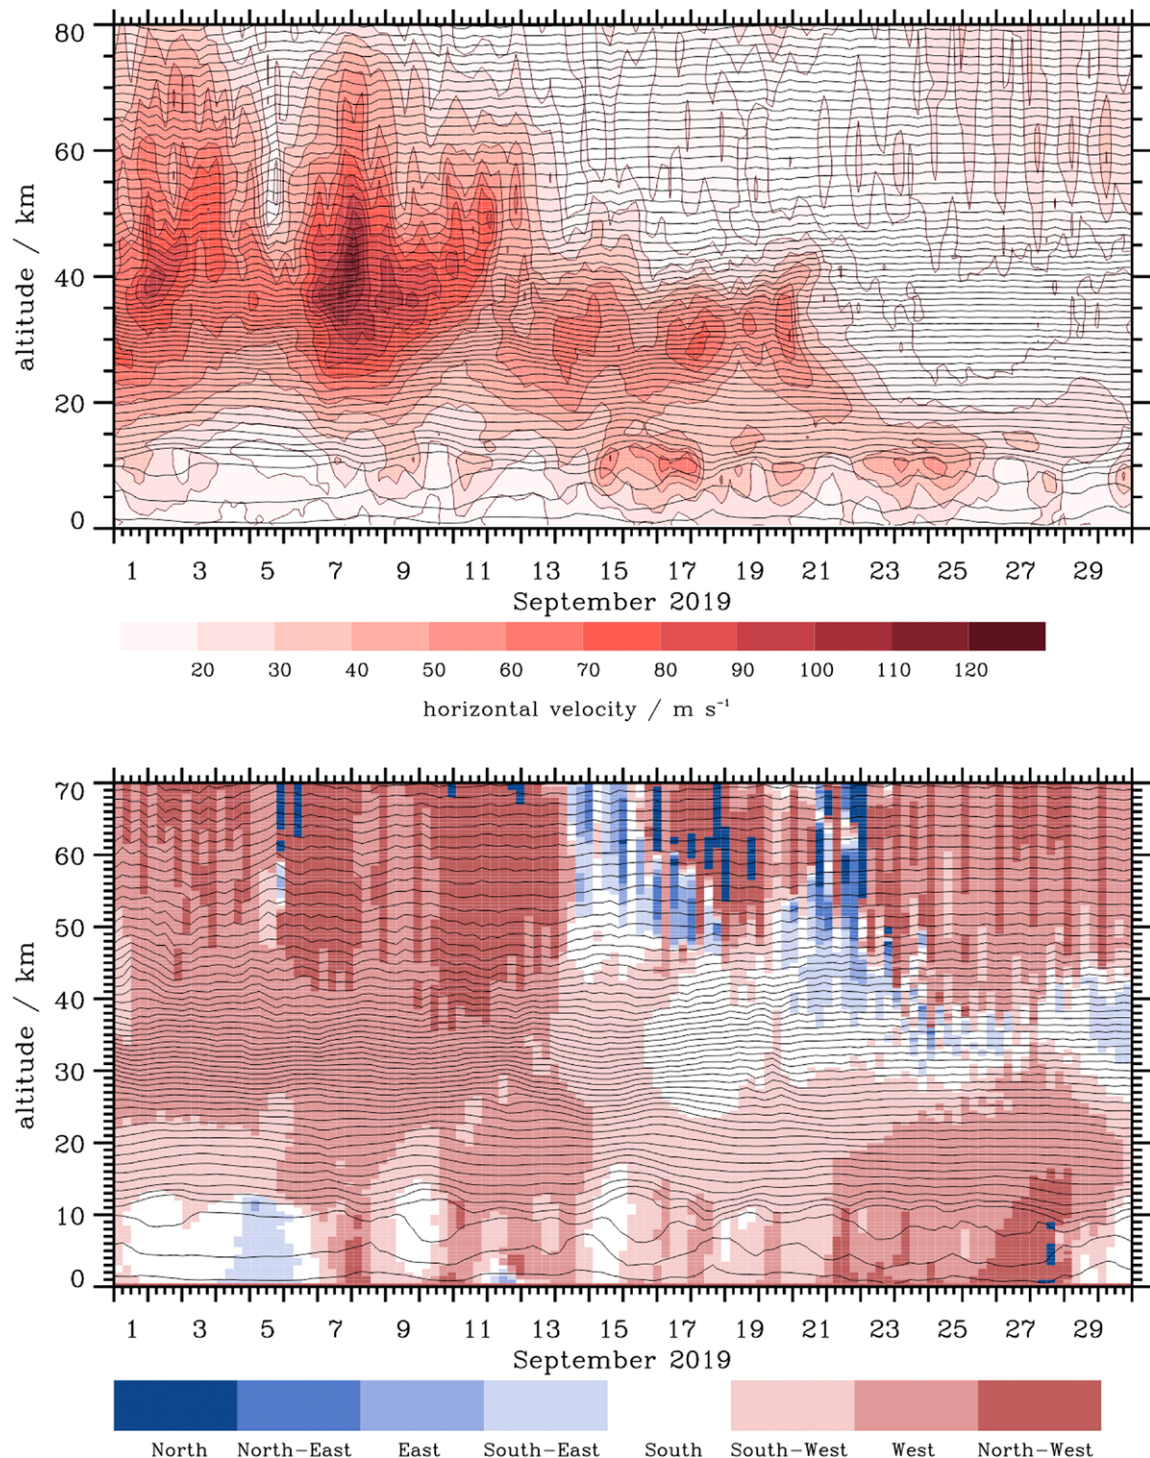 80
60
40
20
0
altitude / km
1 3 5 7 9 11 13 15 17 19 21 23 25 27 29
September 2019
20 30 40 50 60 70 80 90 100 110 120
horizontal velocity / m s⁻¹
70
60
50
40
30
20
10
0
altitude / km
1 3 5 7 9 11 13 15 17 19 21 23 25 27 29
September 2019
North North-East East South-East South South-West West North-West